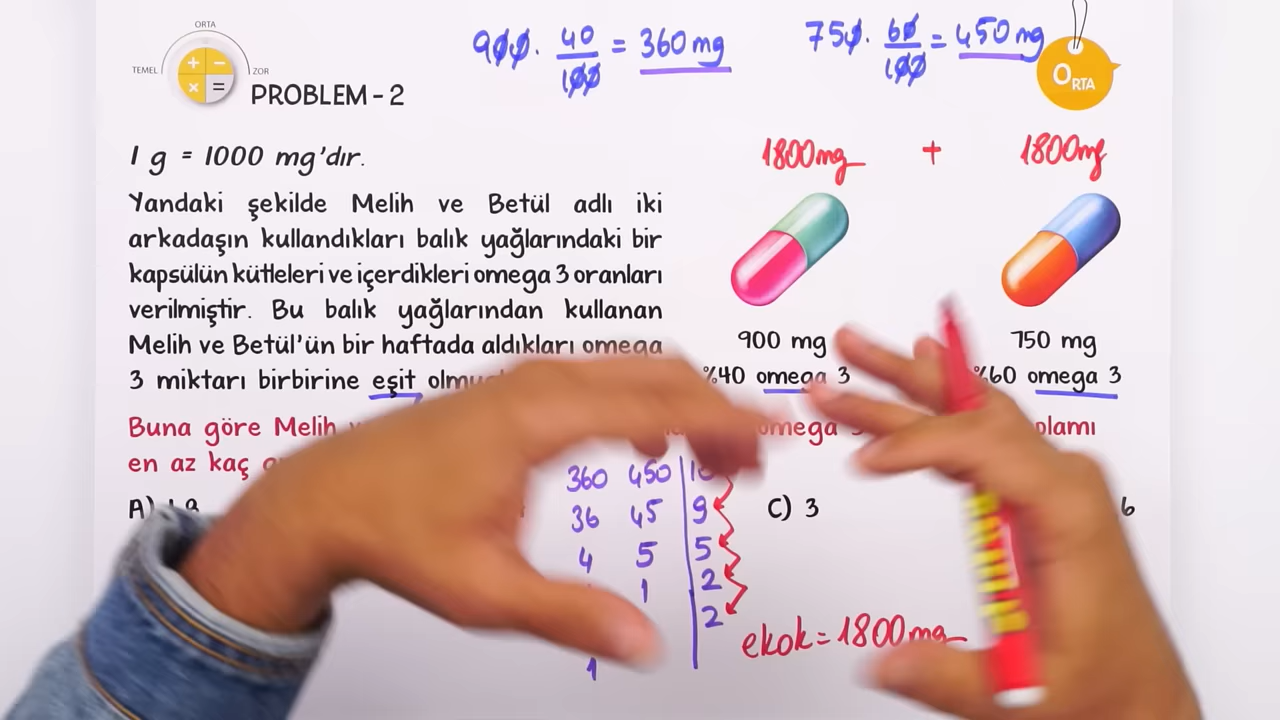 ORTA
TEMEL
ZOR
PROBLEM - 2
900 . 40/100 = 360 mg
750 . 60/100 = 450 mg
ORTA
1 g = 1000 mg'dır.
1800mg + 1800mg
Yandaki şekilde Melih ve Betül adlı iki
arkadaşın kullandıkları balık yağlarındaki bir
kapsülün kütleleri ve içerdikleri omega 3 oranları
verilmiştir. Bu balık yağlarından kullanan
Melih ve Betül'ün bir haftada aldıkları omega
3 miktarı birbirine eşit
900 mg
%40 omega 3
750 mg
%60 omega 3
Buna göre Melih
omega
en az kaç
A)
C) 3
6
360 450 10
36 45 9
4 5 5
1 2
2
1
ekok = 1800mg